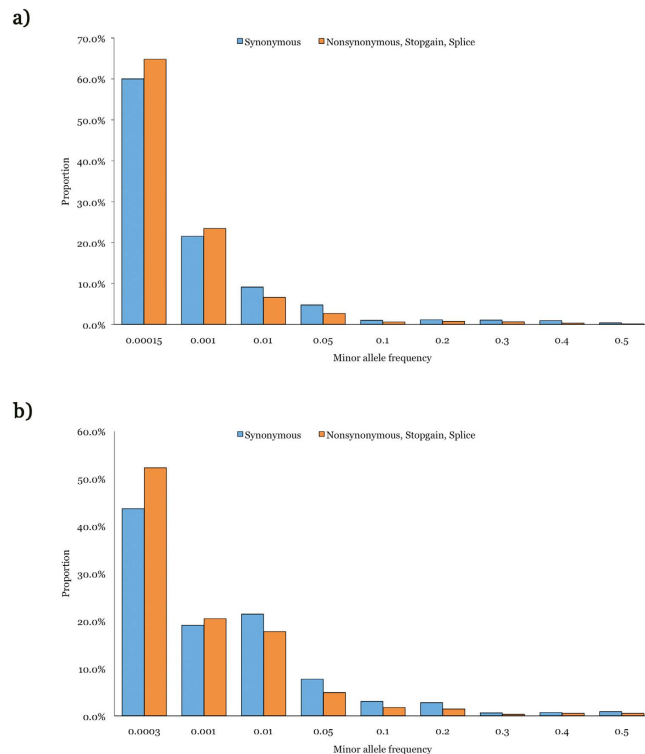 a)
70.0%
Synonymous Nonsynonymous, Stopgain, Splice
60.0%
50.0%
40.0%
Proportion
30.0%
20.0%
10.0%
0.0%
0.00015 0.001 0.01 0.05 0.1 0.2 0.3 0.4 0.5
Minor allele frequency
b)
60.0%
Synonymous Nonsynonymous, Stopgain, Splice
50.0%
40.0%
Proportion
30.0%
20.0%
10.0%
0.0%
0.0003 0.001 0.01 0.05 0.1 0.2 0.3 0.4 0.5
Minor allele frequency